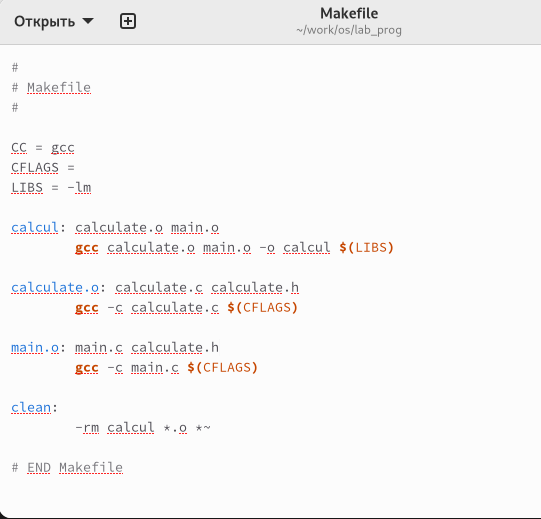 Открыть
Makefile
~/work/os/lab_prog
#
# Makefile
#
CC = gcc
CFLAGS =
LIBS = -lm
calcul: calculate.o main.o
gcc calculate.o main.o -o calcul $(LIBS)
calculate.o: calculate.c calculate.h
gcc -c calculate.c $(CFLAGS)
main.o: main.c calculate.h
gcc -c main.c $(CFLAGS)
clean:
-rm calcul *.o *~
# END Makefile